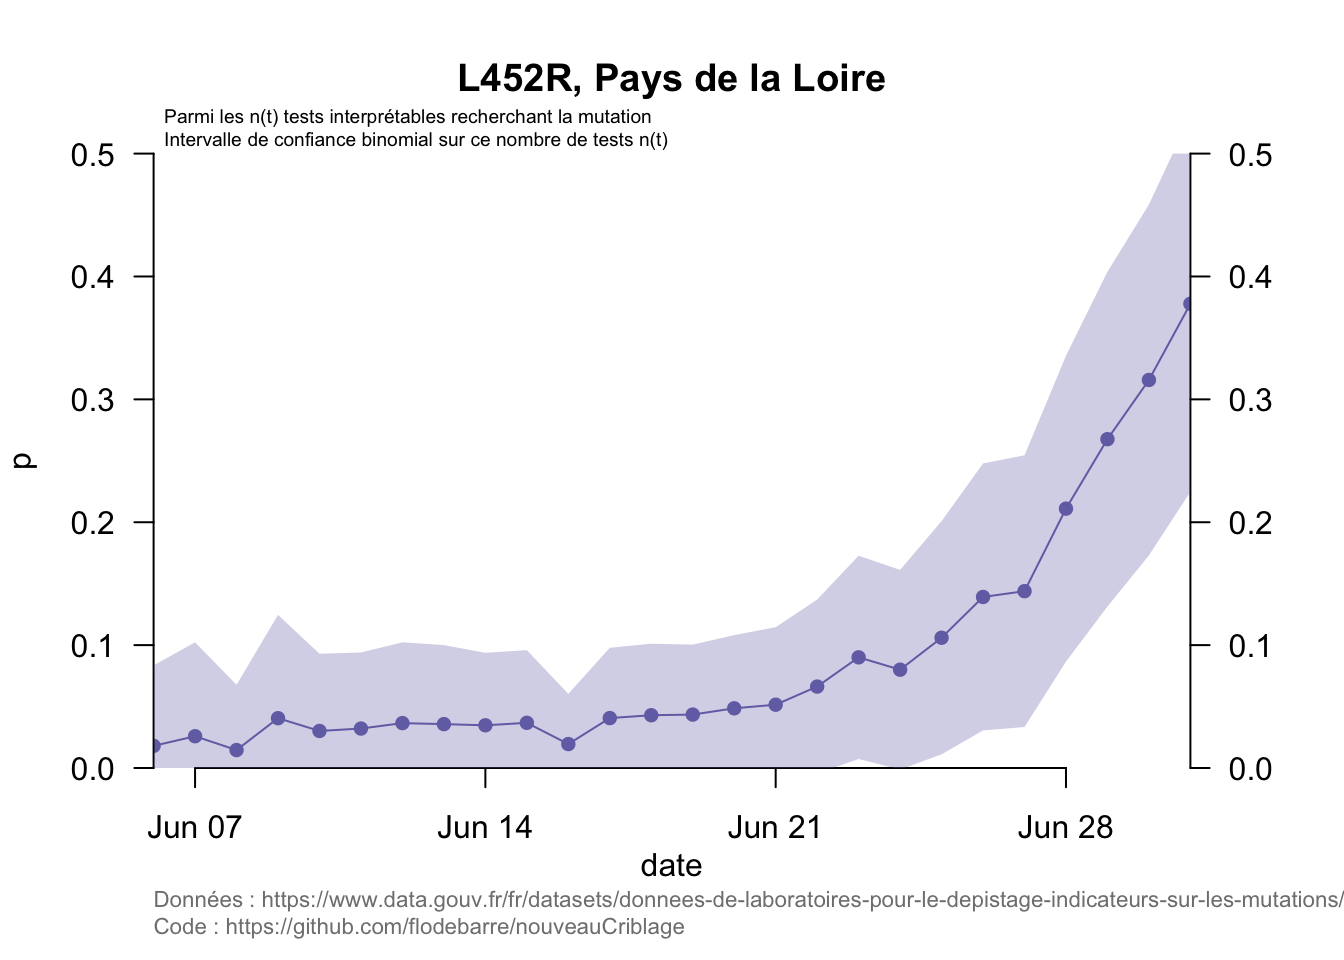 L452R, Pays de la Loire
Parmi les n(t) tests interprétables recherchant la mutation
Intervalle de confiance binomial sur ce nombre de tests n(t)
0.5
0.4
0.3
0.2
0.1
0.0
p
0.5
0.4
0.3
0.2
0.1
0.0
Jun 07 Jun 14 Jun 21 Jun 28
date
Données : https://www.data.gouv.fr/fr/datasets/donnees-de-laboratoires-pour-le-depistage-indicateurs-sur-les-mutations/
Code : https://github.com/flodebarre/nouveauCriblage